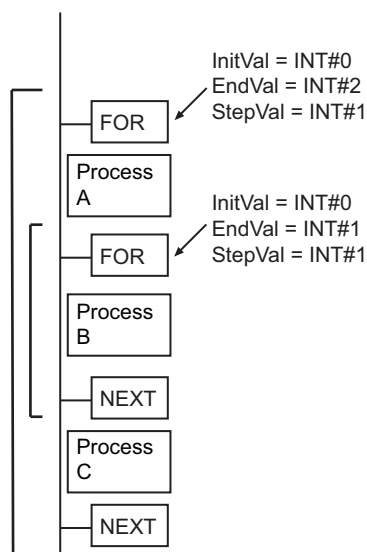 InitVal = INT#0
EndVal = INT#2
StepVal = INT#1
FOR
Process
A
InitVal = INT#0
EndVal = INT#1
StepVal = INT#1
FOR
Process
B
NEXT
Process
C
NEXT